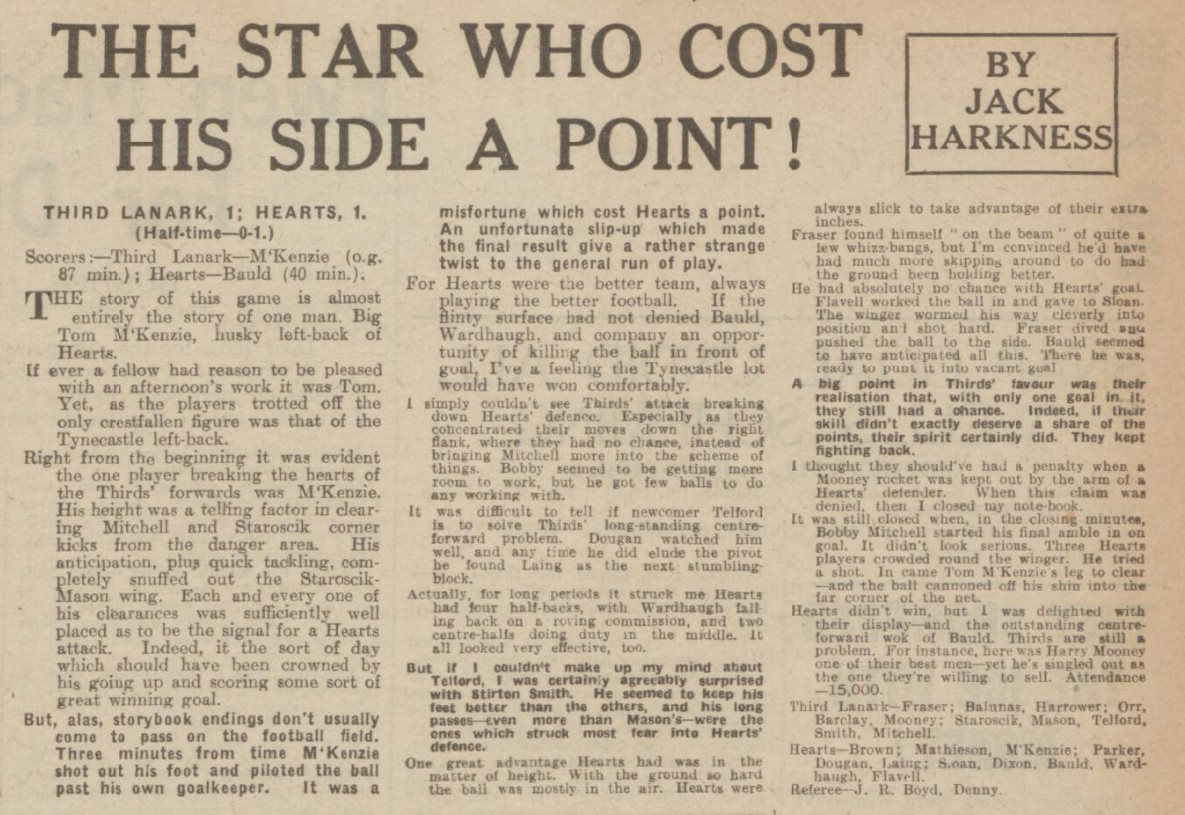 THE STAR WHO COST
HIS SIDE A POINT!
BY
JACK
HARKNESS
THIRD LANARK, 1; HEARTS, 1.
(Half-time—0-1.)
Scorers:—Third Lanark—M'Kenzie (o.g.
87 min.); Hearts—Bauld (40 min.).
THE story of this game is almost
entirely the story of one man. Big
Tom M'Kenzie, husky left-back of
Hearts.
If ever a fellow had reason to be pleased
with an afternoon's work it was Tom.
Yet, as the players trotted off the
only crestfallen figure was that of the
Tynecastle left-back.
Right from the beginning it was evident
the one player breaking the hearts of
the Thirds' forwards was M'Kenzie.
His height was a telling factor in clear-
ing Mitchell and Staroscik corner
kicks from the danger area. His
anticipation, plus quick tackling, com-
pletely snuffed out the Staroscik-
Mason wing. Each and every one of
his clearances was sufficiently well
placed as to be the signal for a Hearts
attack. Indeed, it the sort of day
which should have been crowned by
his going up and scoring some sort of
great winning goal.
But, alas, storybook endings don't usually
come to pass on the football field.
Three minutes from time M'Kenzie
shot out his foot and piloted the ball
past his own goalkeeper. It was a
misfortune which cost Hearts a point.
An unfortunate slip-up which made
the final result give a rather strange
twist to the general run of play.
For Hearts were the better team, always
playing the better football. If the
flinty surface had not denied Bauld,
Wardhaugh, and company an oppor-
tunity of killing the ball in front of
goal, I've a feeling the Tynecastle lot
would have won comfortably.
I simply couldn't see Thirds' attack breaking
down Hearts' defence. Especially as they
concentrated their moves down the right
flank, where they had no chance, instead of
bringing Mitchell more into the scheme of
things. Bobby seemed to be getting more
room to work, but he got few balls to do
any working with.
It was difficult to tell if newcomer Telford
is to solve Thirds' long-standing centre-
forward problem. Dougan watched him
well, and any time he did elude the pivot
he found Laing as the next stumbling-
block.
Actually, for long periods it struck me Hearts
had four half-backs, with Wardhaugh fall-
ing back on a roving commission, and two
centre-halfs doing duty in the middle. It
all looked very effective, too.
But if I couldn't make up my mind about
Telford, I was certainly agreeably surprised
with Stirton Smith. He seemed to keep his
feet better than the others, and his long
passes—even more than Mason's—were the
ones which struck most fear into Hearts'
defence.
One great advantage Hearts had was in the
matter of height. With the ground so hard
the ball was mostly in the air. Hearts were
always slick to take advantage of their extra
inches.
Fraser found himself "on the beam" of quite a
few whizz-bangs, but I'm convinced he'd have
had much more skipping around to do had
the ground been holding better.
He had absolutely no chance with Hearts' goal.
Flavell worked the ball in and gave to Sloan.
The winger wormed his way cleverly into
position and shot hard. Fraser dived and
pushed the ball to the side. Bauld seemed
to have anticipated all this. There he was,
ready to punt it into vacant goal
A big point in Thirds' favour was their
realisation that, with only one goal in it,
they still had a chance. Indeed, if their
skill didn't exactly deserve a share of the
points, their spirit certainly did. They kept
fighting back.
I thought they should've had a penalty when a
Mooney rocket was kept out by the arm of a
Hearts' defender. When this claim was
denied, then I closed my note-book.
It was still closed when, in the closing minutes,
Bobby Mitchell started his final amble in on
goal. It didn't look serious. Three Hearts
players crowded round the winger. He tried
a shot. In came Tom M'Kenzie's leg to clear
—and the ball cannoned off his shin into the
far corner of the net.
Hearts didn't win, but I was delighted with
their display—and the outstanding centre-
forward wok of Bauld. Thirds are still a
problem. For instance, here was Harry Mooney
one of their best men—yet he's singled out as
the one they're willing to sell. Attendance
—15,000.
Third Lanark—Fraser; Balunas, Harrower; Orr,
Barclay, Mooney; Staroscik, Mason, Telford,
Smith, Mitchell.
Hearts—Brown; Mathieson, M'Kenzie; Parker,
Dougan, Laing; Sloan, Dixon, Bauld, Ward-
haugh, Flavell.
Referee—J. R. Boyd, Denny.